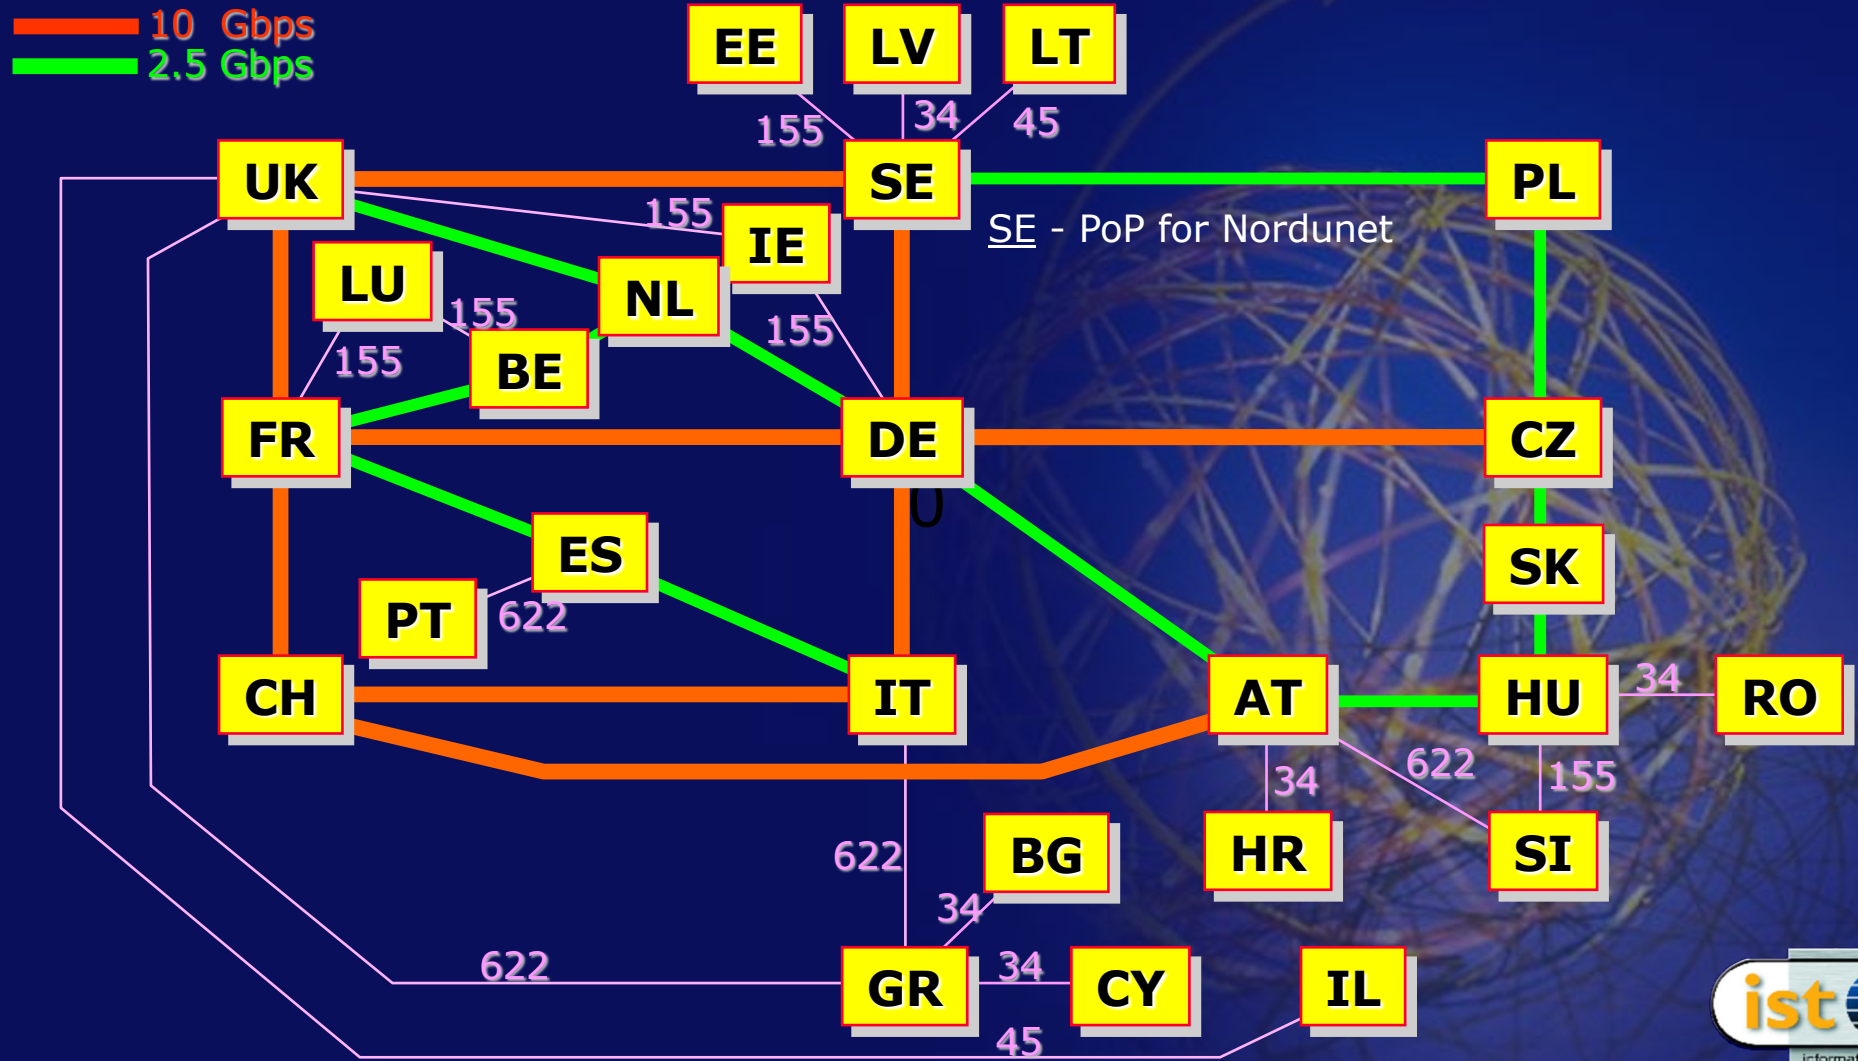 10 Gbps
2.5 Gbps
EE
LV
LT
155
34
45
UK
SE
PL
155
IE
SE - PoP for Nordunet
LU
NL
155
155
155
BE
FR
DE
CZ
0
ES
SK
PT
622
CH
IT
AT
HU
34
RO
34
622
155
622
BG
HR
SI
34
622
GR
34
CY
IL
45
ist